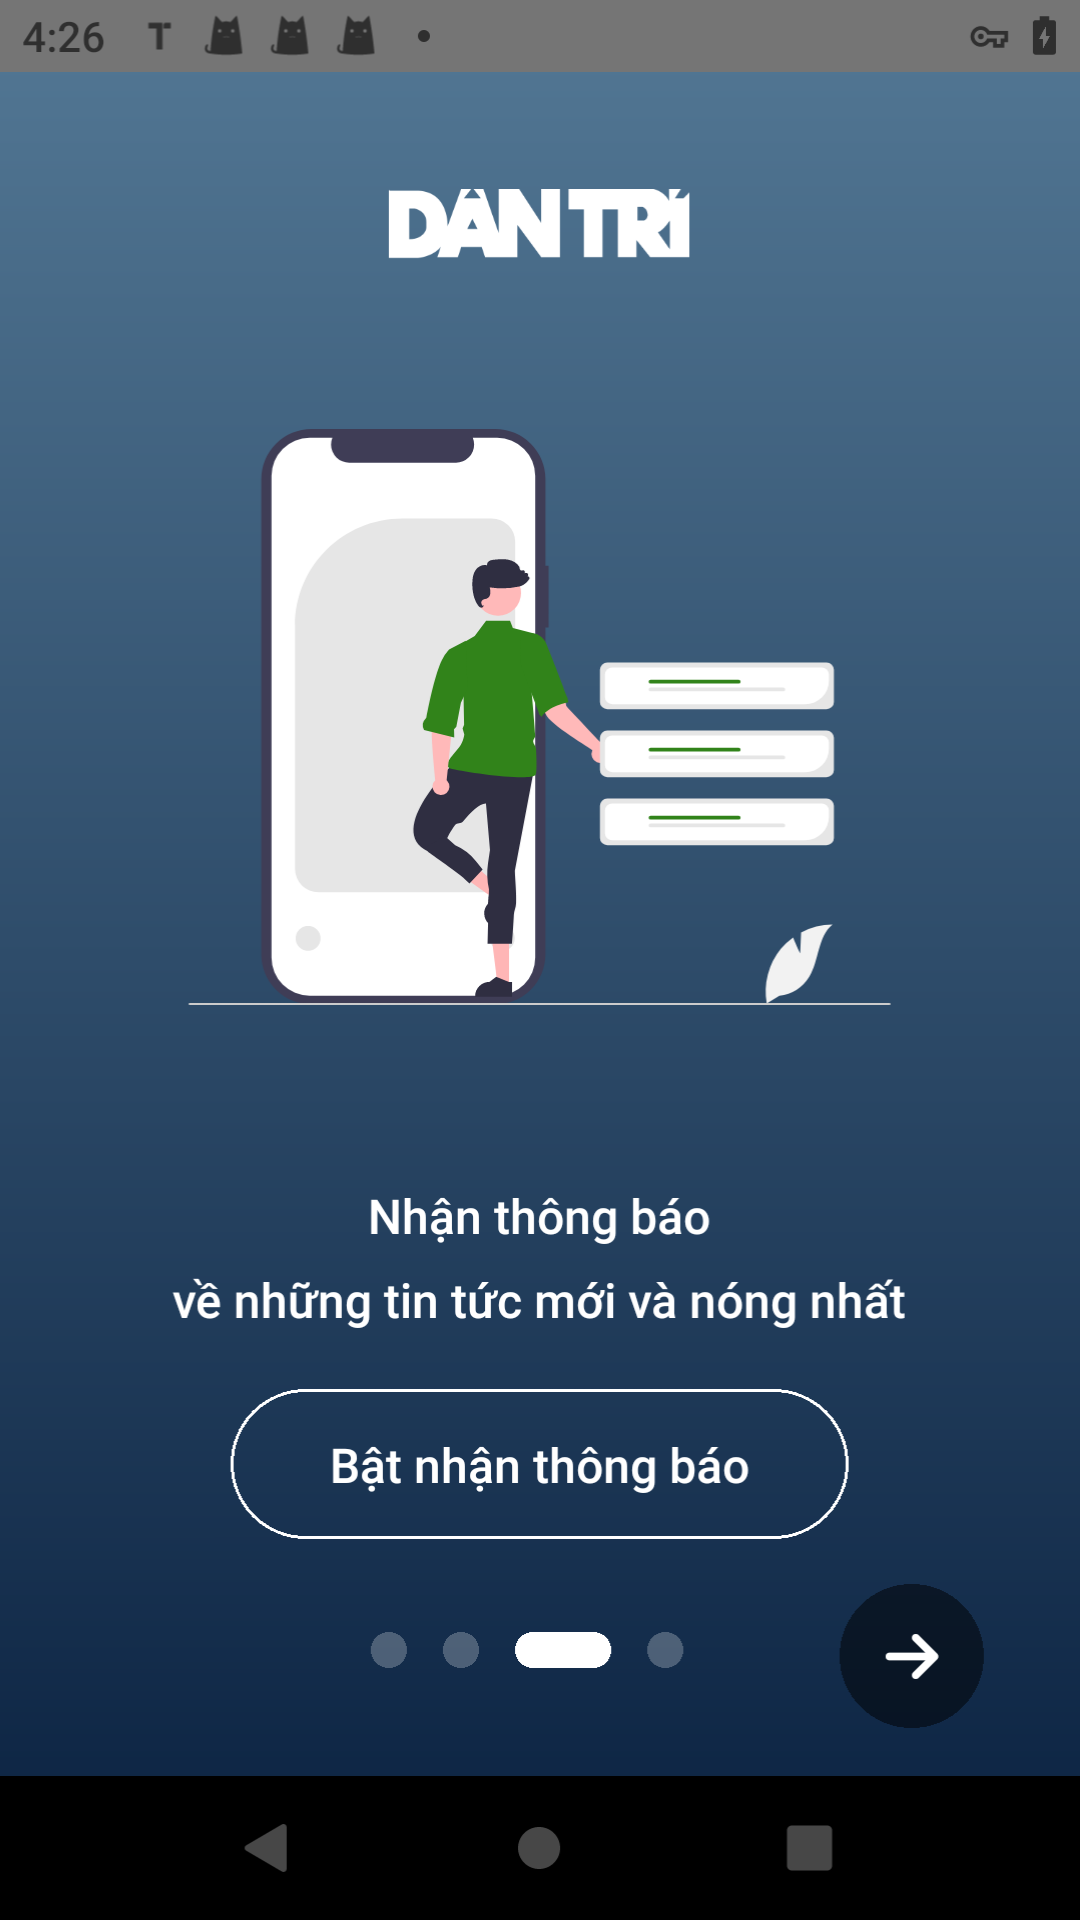 4:26
DÂN TRÍ
Nhận thông báo
về những tin tức mới và nóng nhất
Bật nhận thông báo